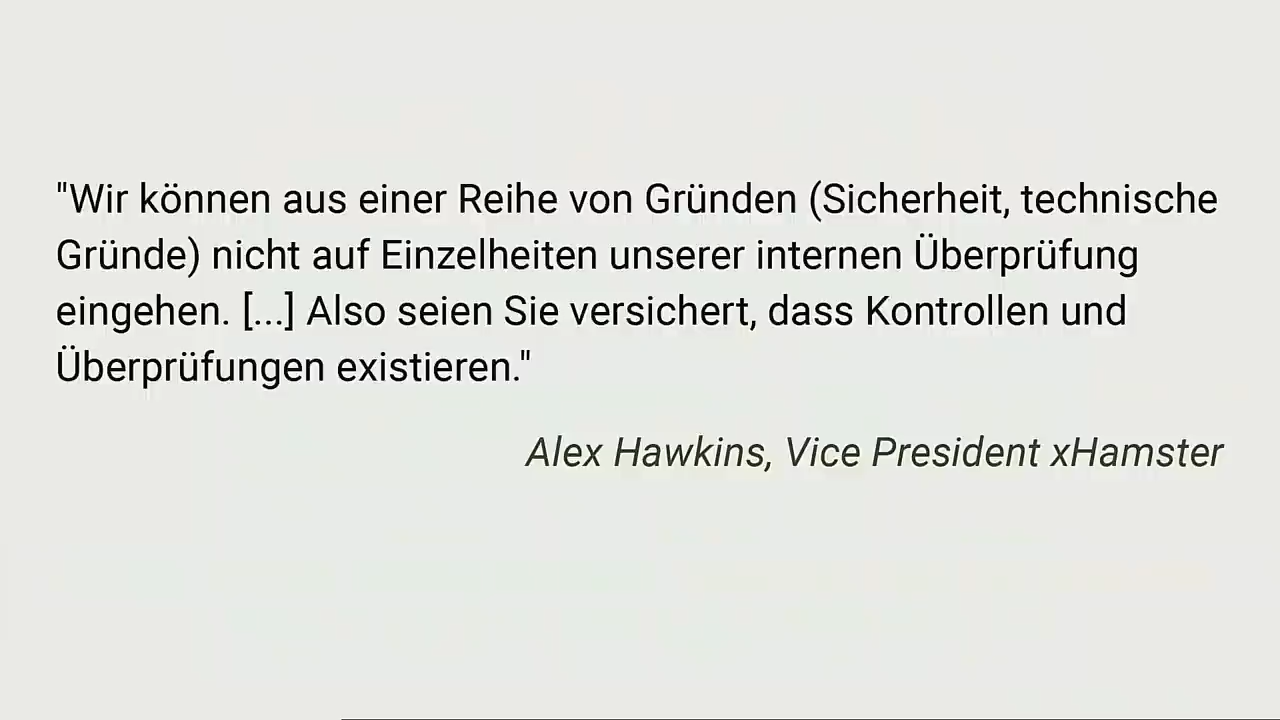 "Wir können aus einer Reihe von Gründen (Sicherheit, technische
Gründe) nicht auf Einzelheiten unserer internen Überprüfung
eingehen. [...] Also seien Sie versichert, dass Kontrollen und
Überprüfungen existieren."
Alex Hawkins, Vice President xHamster